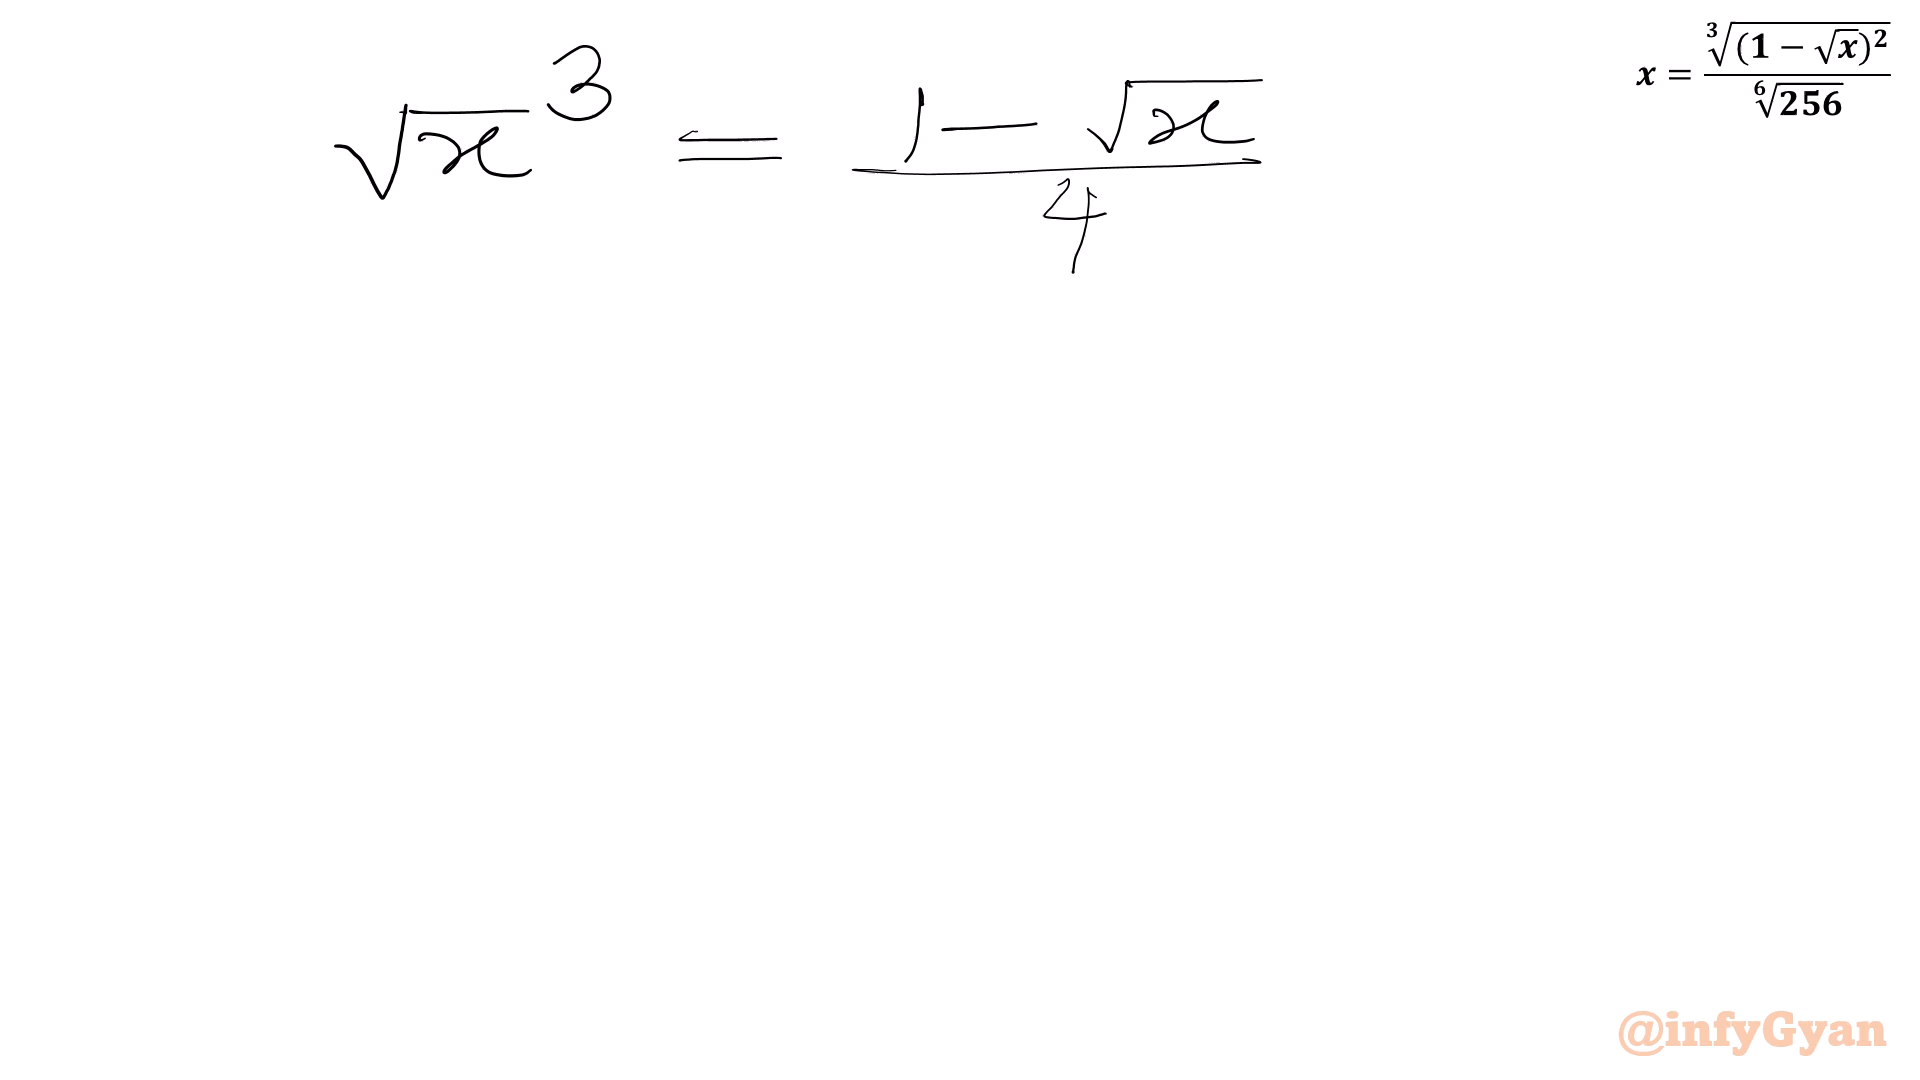 √x³ = (1 − √x)/4
x = ∛((1 − √x)²)/⁶√256
@infyGyan